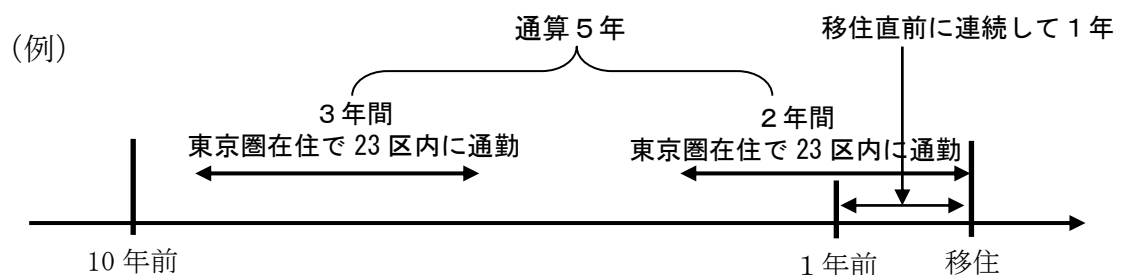 (例)
通算５年
移住直前に連続して１年
３年間
東京圏在住で 23 区内に通勤
２年間
東京圏在住で 23 区内に通勤
10 年前
１年前
移住